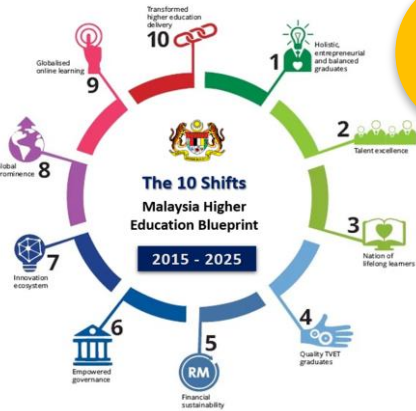 The 10 Shifts
Malaysia Higher
Education Blueprint
2015 - 2025
1
Holistic,
entrepreneurial
and balanced
graduates
2
Talent excellence
3
Nation of
lifelong learners
4
Quality TVET
graduates
5
RM
Financial
sustainability
6
Empowered
governance
7
Innovation
ecosystem
8
lobal
rominence
9
Globalised
online learning
10
Transformed
higher education
delivery